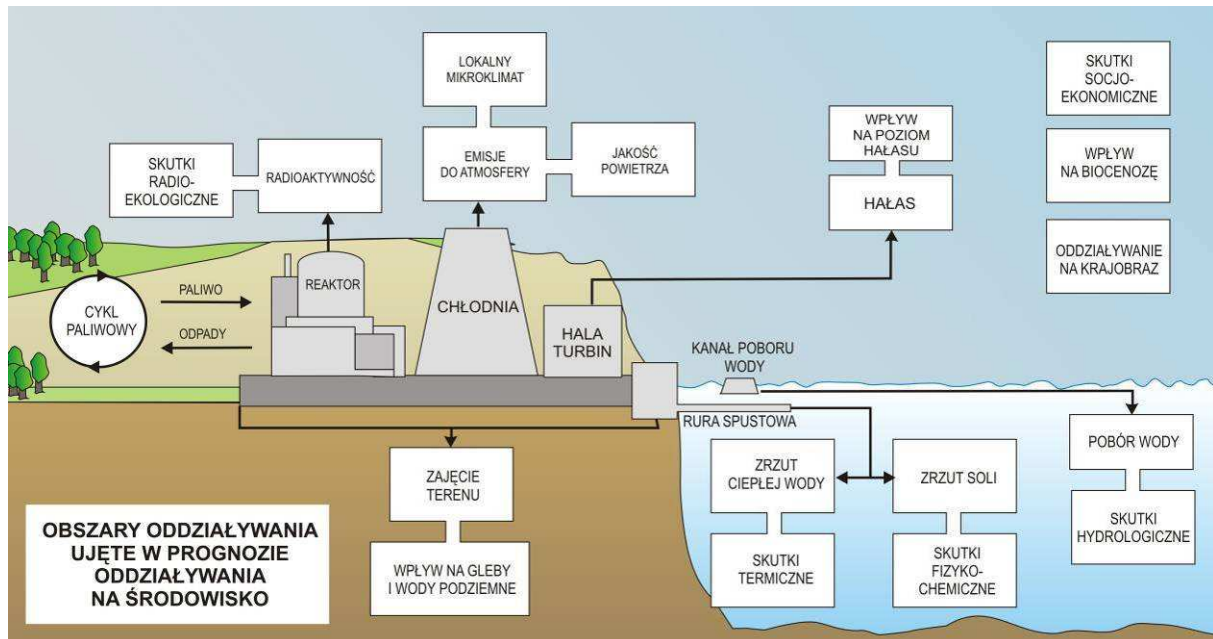 LOKALNY
MIKROKLIMAT
SKUTKI
SOCJO-
EKONOMICZNE
WPŁYW
NA POZIOM
HAŁASU
SKUTKI
RADIO-
EKOLOGICZNE
RADIOAKTYWNOŚĆ
EMISJE
DO ATMOSFERY
JAKOŚĆ
POWIETRZA
WPŁYW
NA BIOCENOZĘ
HAŁAS
ODDZIAŁYWANIE
NA KRAJOBRAZ
CYKL
PALIWOWY
PALIWO
ODPADY
REAKTOR
CHŁODNIA
HALA
TURBIN
KANAŁ POBORU
WODY
RURA SPUSTOWA
ZAJĘCIE
TERENU
WPŁYW NA GLEBY
I WODY PODZIEMNE
ZRZUT
CIEPŁEJ WODY
SKUTKI
TERMICZNE
ZRZUT SOLI
SKUTKI
FIZYKO-
CHEMICZNE
POBÓR WODY
SKUTKI
HYDROLOGICZNE
OBSZARY ODDZIAŁYWANIA
UJĘTE W PROGNOZIE
ODDZIAŁYWANIA
NA ŚRODOWISKO